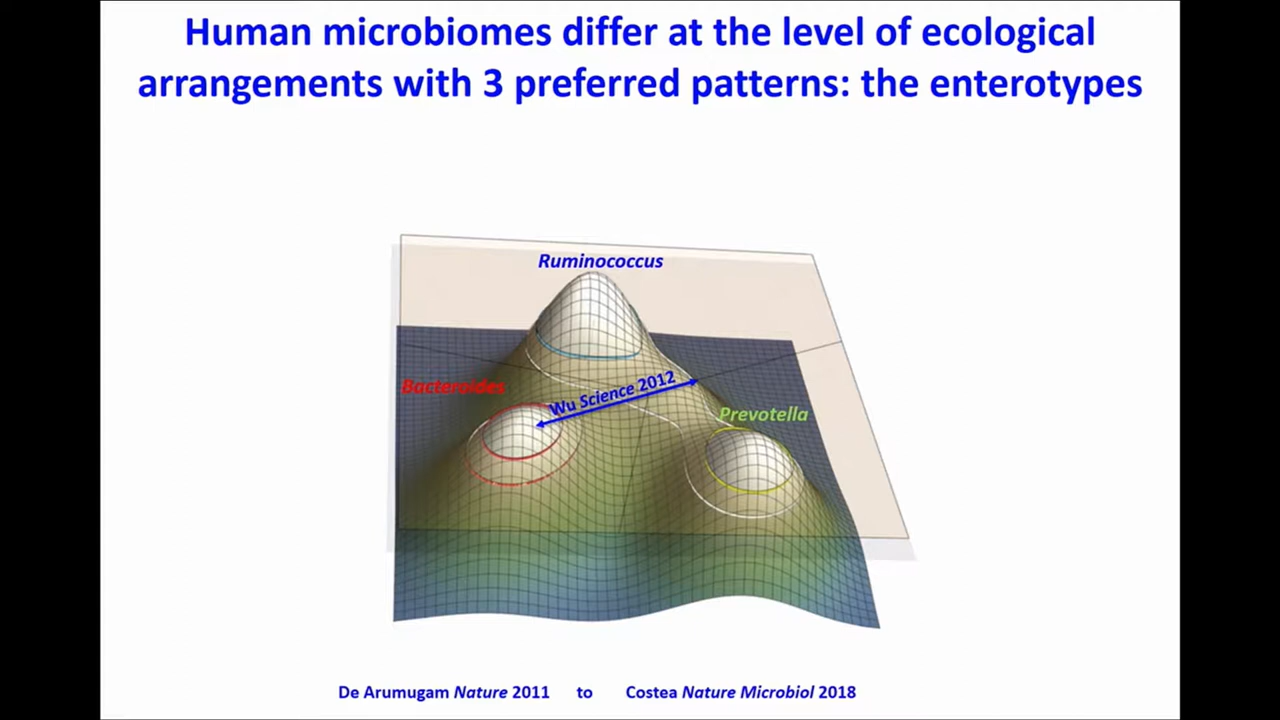 Human microbiomes differ at the level of ecological
arrangements with 3 preferred patterns: the enterotypes
Ruminococcus
Bacteroides
Wu Science 2012
Prevotella
De Arumugam Nature 2011 to Costea Nature Microbiol 2018